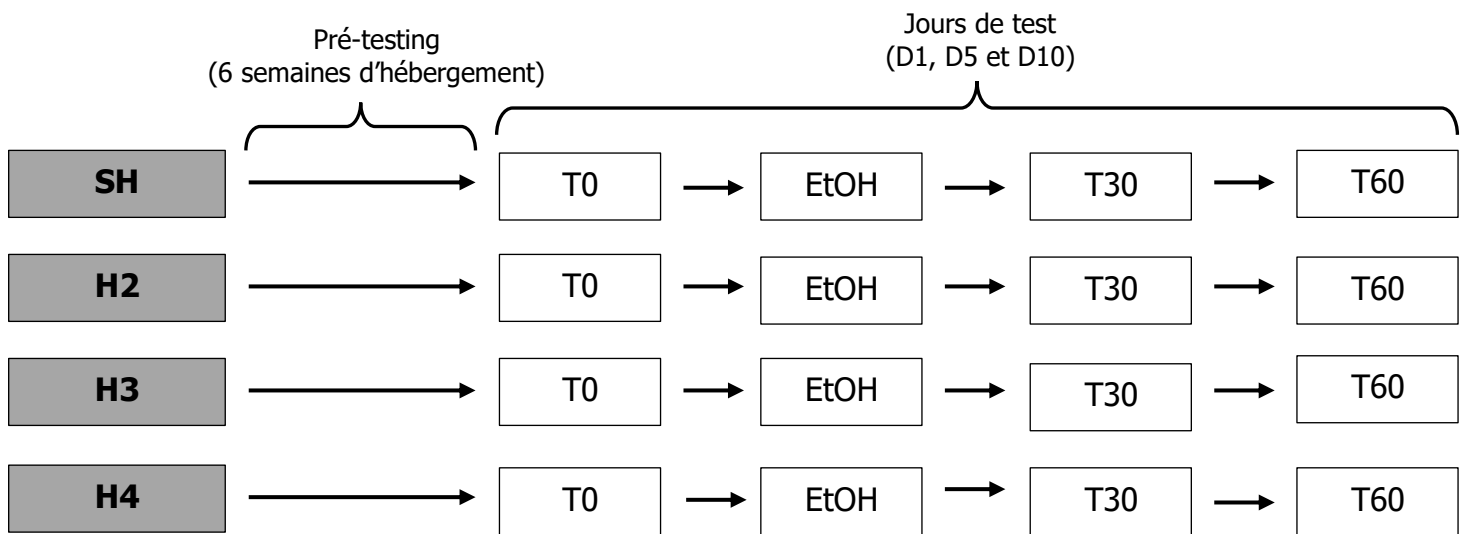 Pré-testing
(6 semaines d'hébergement)
Jours de test
(D1, D5 et D10)
SH T0 EtOH T30 T60
H2 T0 EtOH T30 T60
H3 T0 EtOH T30 T60
H4 T0 EtOH T30 T60